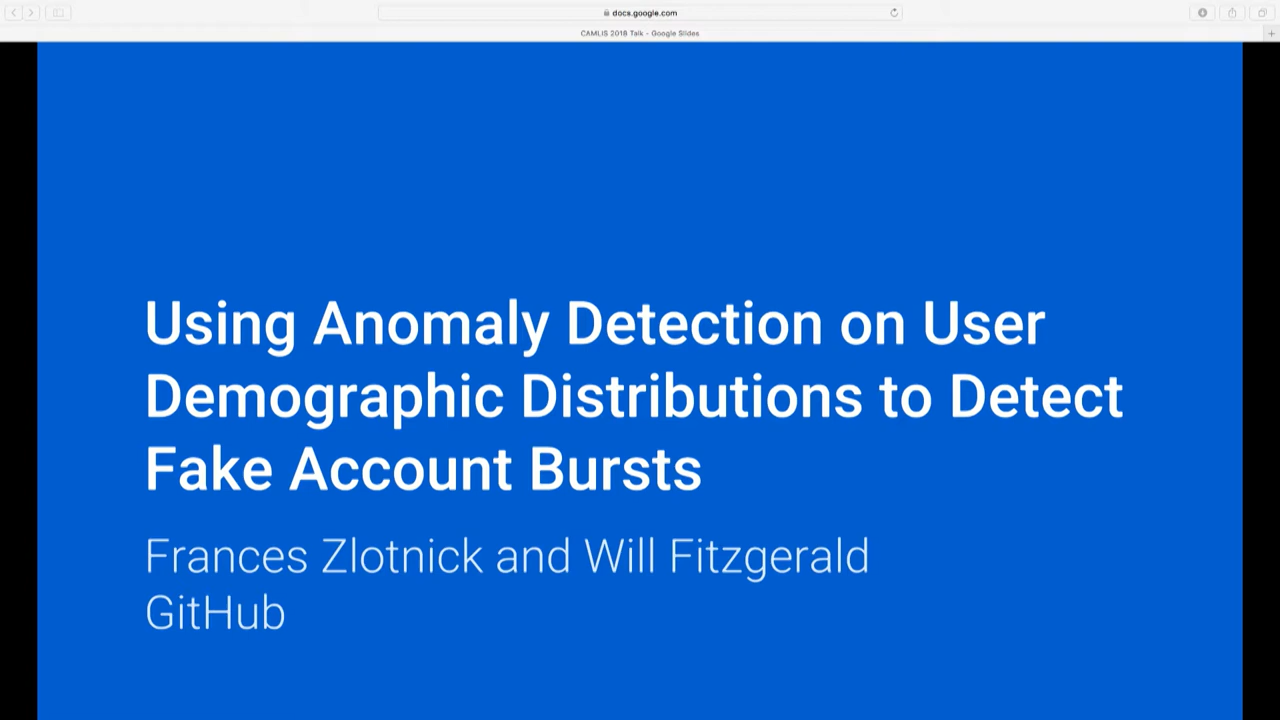 docs.google.com
CAMLIS 2018 Talk - Google Slides
Using Anomaly Detection on User
Demographic Distributions to Detect
Fake Account Bursts
Frances Zlotnick and Will Fitzgerald
GitHub